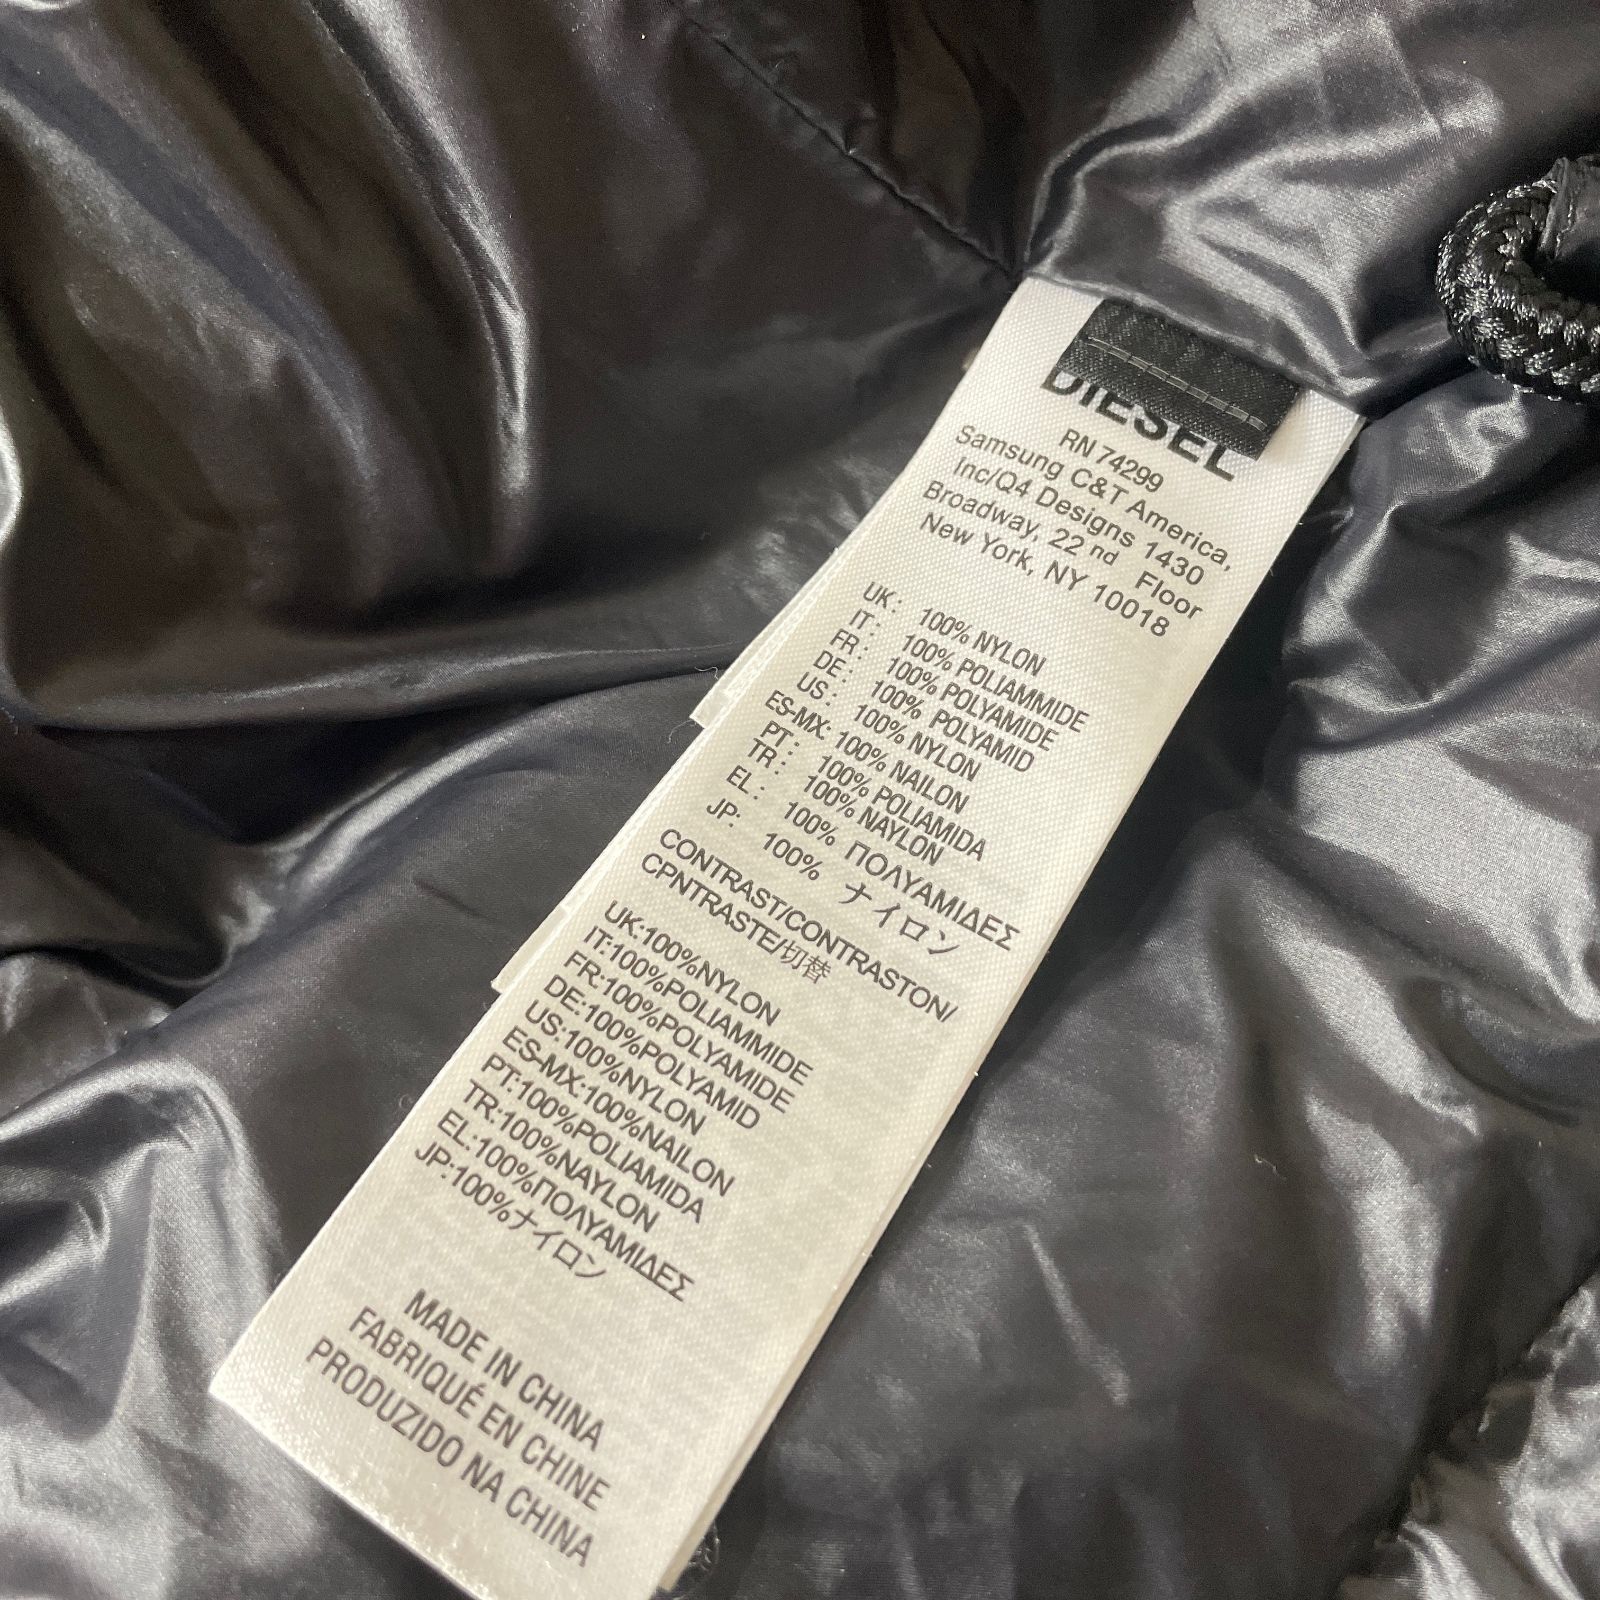 DIESEL
RN 74299
Samsung C&T America,
Inc/Q4 Designs 1430
Broadway, 22 nd Floor
New York, NY 10018
UK: 100% NYLON
IT: 100% POLIAMMIDE
FR: 100% POLYAMIDE
DE: 100% POLYAMID
US: 100% NYLON
ES-MX: 100% NAILON
PT: 100% POLIAMIDA
TR: 100% NAYLON
EL: 100% ΠΟΛΥΑΜΙΔΕΣ
JP: 100% ナイロン
CONTRAST/CONTRASTON/
CPNTRASTE/切替
UK:100%NYLON
IT:100%POLIAMMIDE
FR:100%POLYAMIDE
DE:100%POLYAMID
US:100%NYLON
ES-MX:100%NAILON
PT:100%POLIAMIDA
TR:100%NAYLON
EL:100%ΠΟΛΥΑΜΙΔΕΣ
JP:100%ナイロン
MADE IN CHINA
FABRIQUÉ EN CHINE
PRODUZIDO NA CHINA